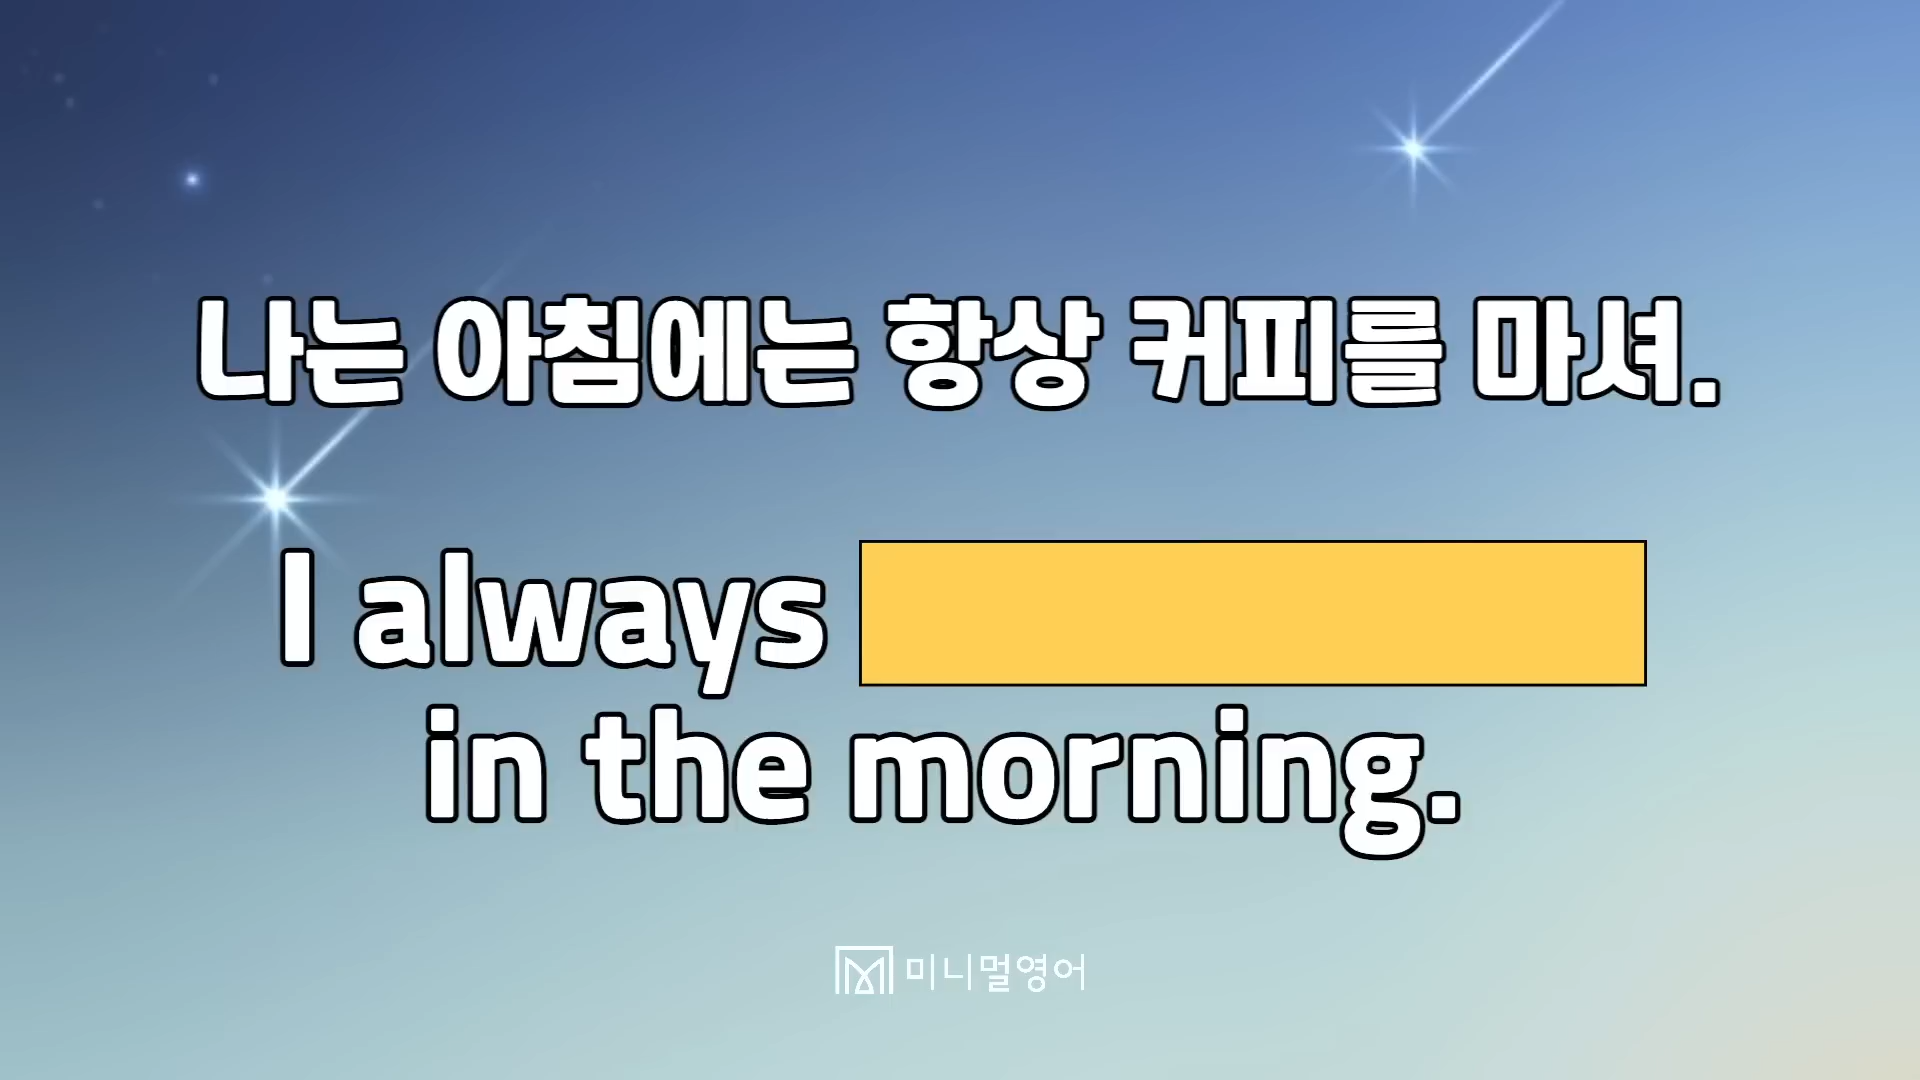 나는 아침에는 항상 커피를 마셔.
I always
in the morning.
미니멀영어